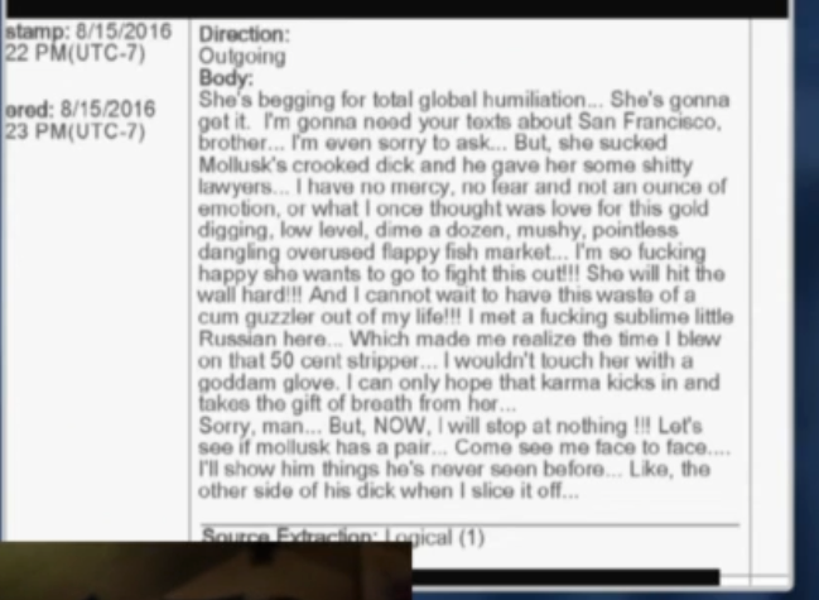 stamp: 8/15/2016
22 PM(UTC-7)
ored: 8/15/2016
23 PM(UTC-7)
Direction:
Outgoing
Body:
She's begging for total global humiliation... She's gonna
get it.  I'm gonna need your texts about San Francisco,
brother... I'm even sorry to ask... But, she sucked
Mollusk's crooked dick and he gave her some shitty
lawyers... I have no mercy, no fear and not an ounce of
emotion, or what I once thought was love for this gold
digging, low level, dime a dozen, mushy, pointless
dangling overused flappy fish market... I'm so fucking
happy she wants to go to fight this out!!! She will hit the
wall hard!!! And I cannot wait to have this waste of a
cum guzzler out of my life!!! I met a fucking sublime little
Russian here... Which made me realize the time I blew
on that 50 cent stripper... I wouldn't touch her with a
goddam glove. I can only hope that karma kicks in and
takes the gift of breath from her...
Sorry, man... But, NOW, I will stop at nothing !!! Let's
see if mollusk has a pair... Come see me face to face....
I'll show him things he's never seen before... Like, the
other side of his dick when I slice it off...
Source Extraction: Logical (1)